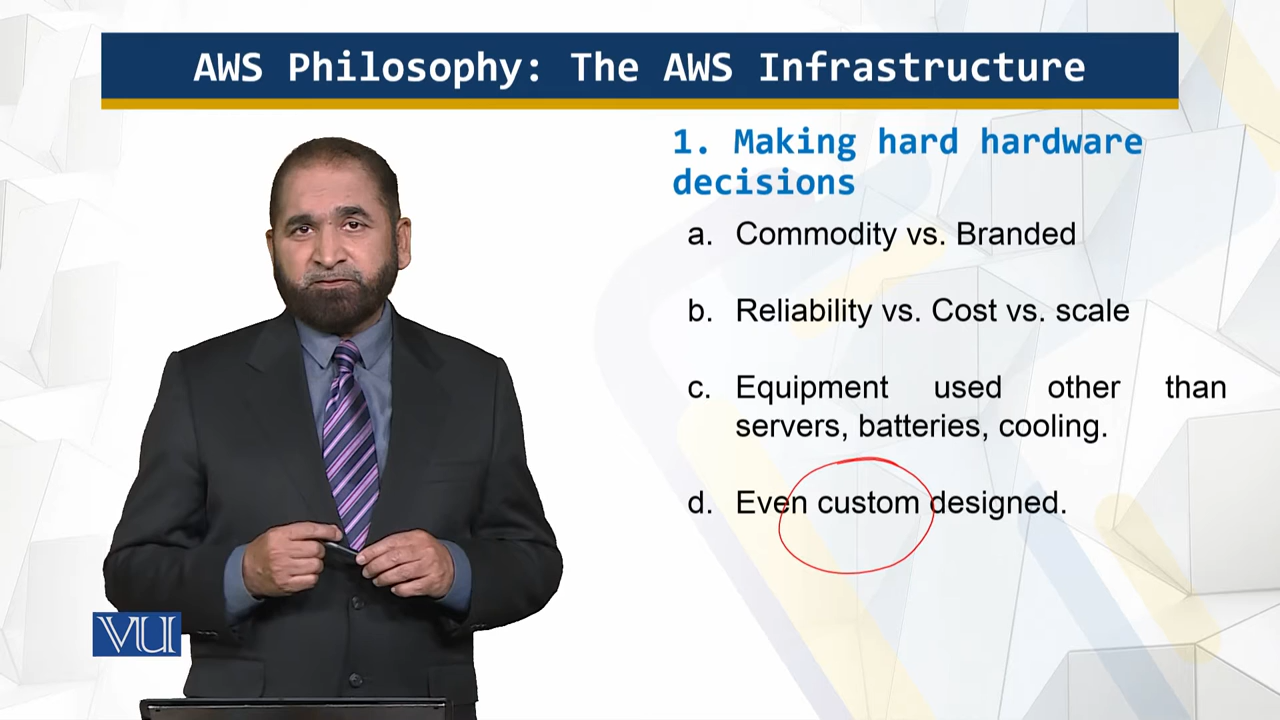 AWS Philosophy: The AWS Infrastructure
1. Making hard hardware
decisions
a. Commodity vs. Branded
b. Reliability vs. Cost vs. scale
c. Equipment used other than
servers, batteries, cooling.
d. Even custom designed.
VU